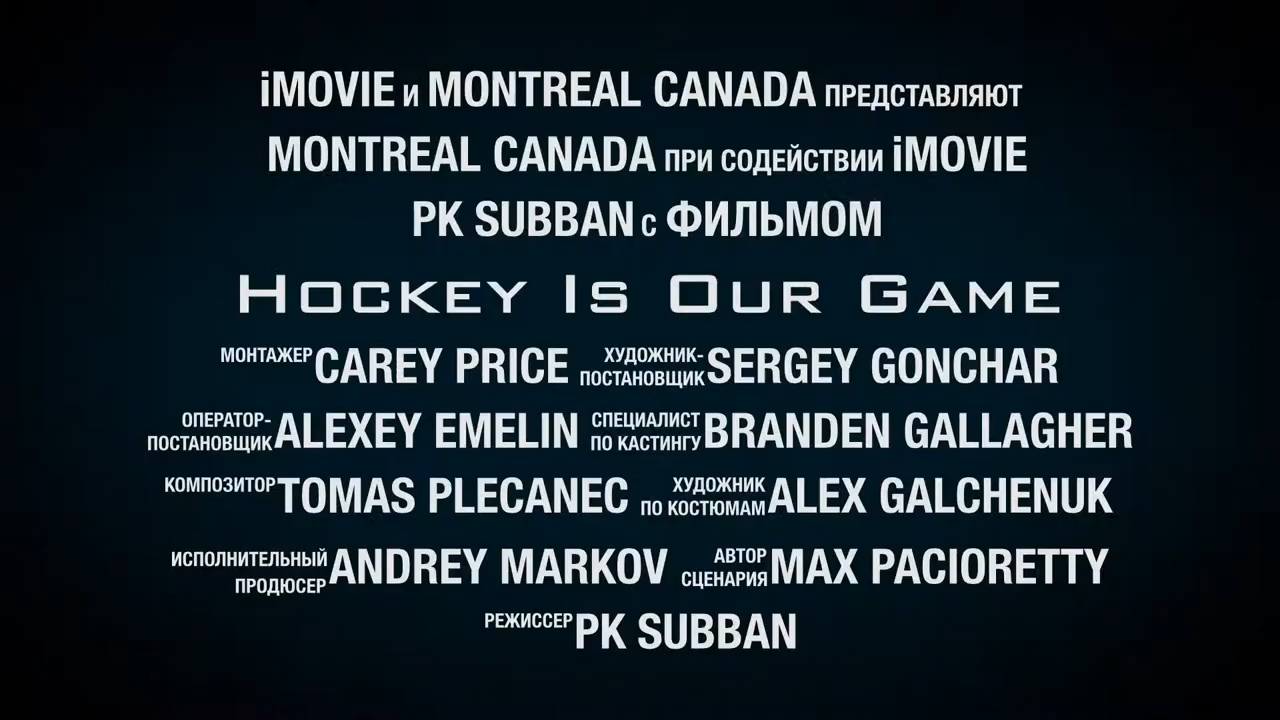 iMOVIE и MONTREAL CANADA ПРЕДСТАВЛЯЮТ
MONTREAL CANADA ПРИ СОДЕЙСТВИИ iMOVIE
PK SUBBAN С ФИЛЬМОМ
HOCKEY IS OUR GAME
МОНТАЖЕР CAREY PRICE ХУДОЖНИК-ПОСТАНОВЩИК SERGEY GONCHAR
ОПЕРАТОР-ПОСТАНОВЩИК ALEXEY EMELIN СПЕЦИАЛИСТ ПО КАСТИНГУ BRANDEN GALLAGHER
КОМПОЗИТОР TOMAS PLECANEC ХУДОЖНИК ПО КОСТЮМАМ ALEX GALCHENUK
ИСПОЛНИТЕЛЬНЫЙ ПРОДЮСЕР ANDREY MARKOV АВТОР СЦЕНАРИЯ MAX PACIORETTY
РЕЖИССЕР PK SUBBAN